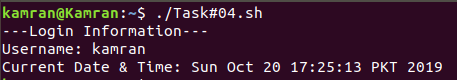 kamran@Kamran:~$ ./Task#04.sh
---Login Information---
Username: kamran
Current Date & Time: Sun Oct 20 17:25:13 PKT 2019